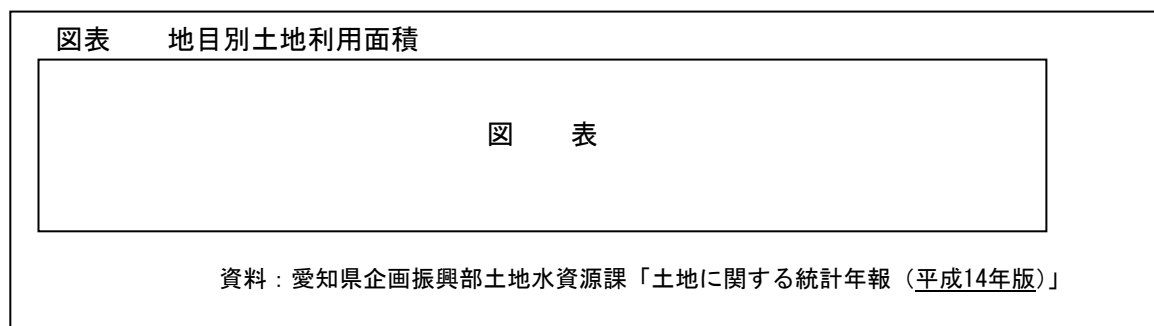 図表　　地目別土地利用面積
図　　表
資料：愛知県企画振興部土地水資源課「土地に関する統計年報（平成14年版）」